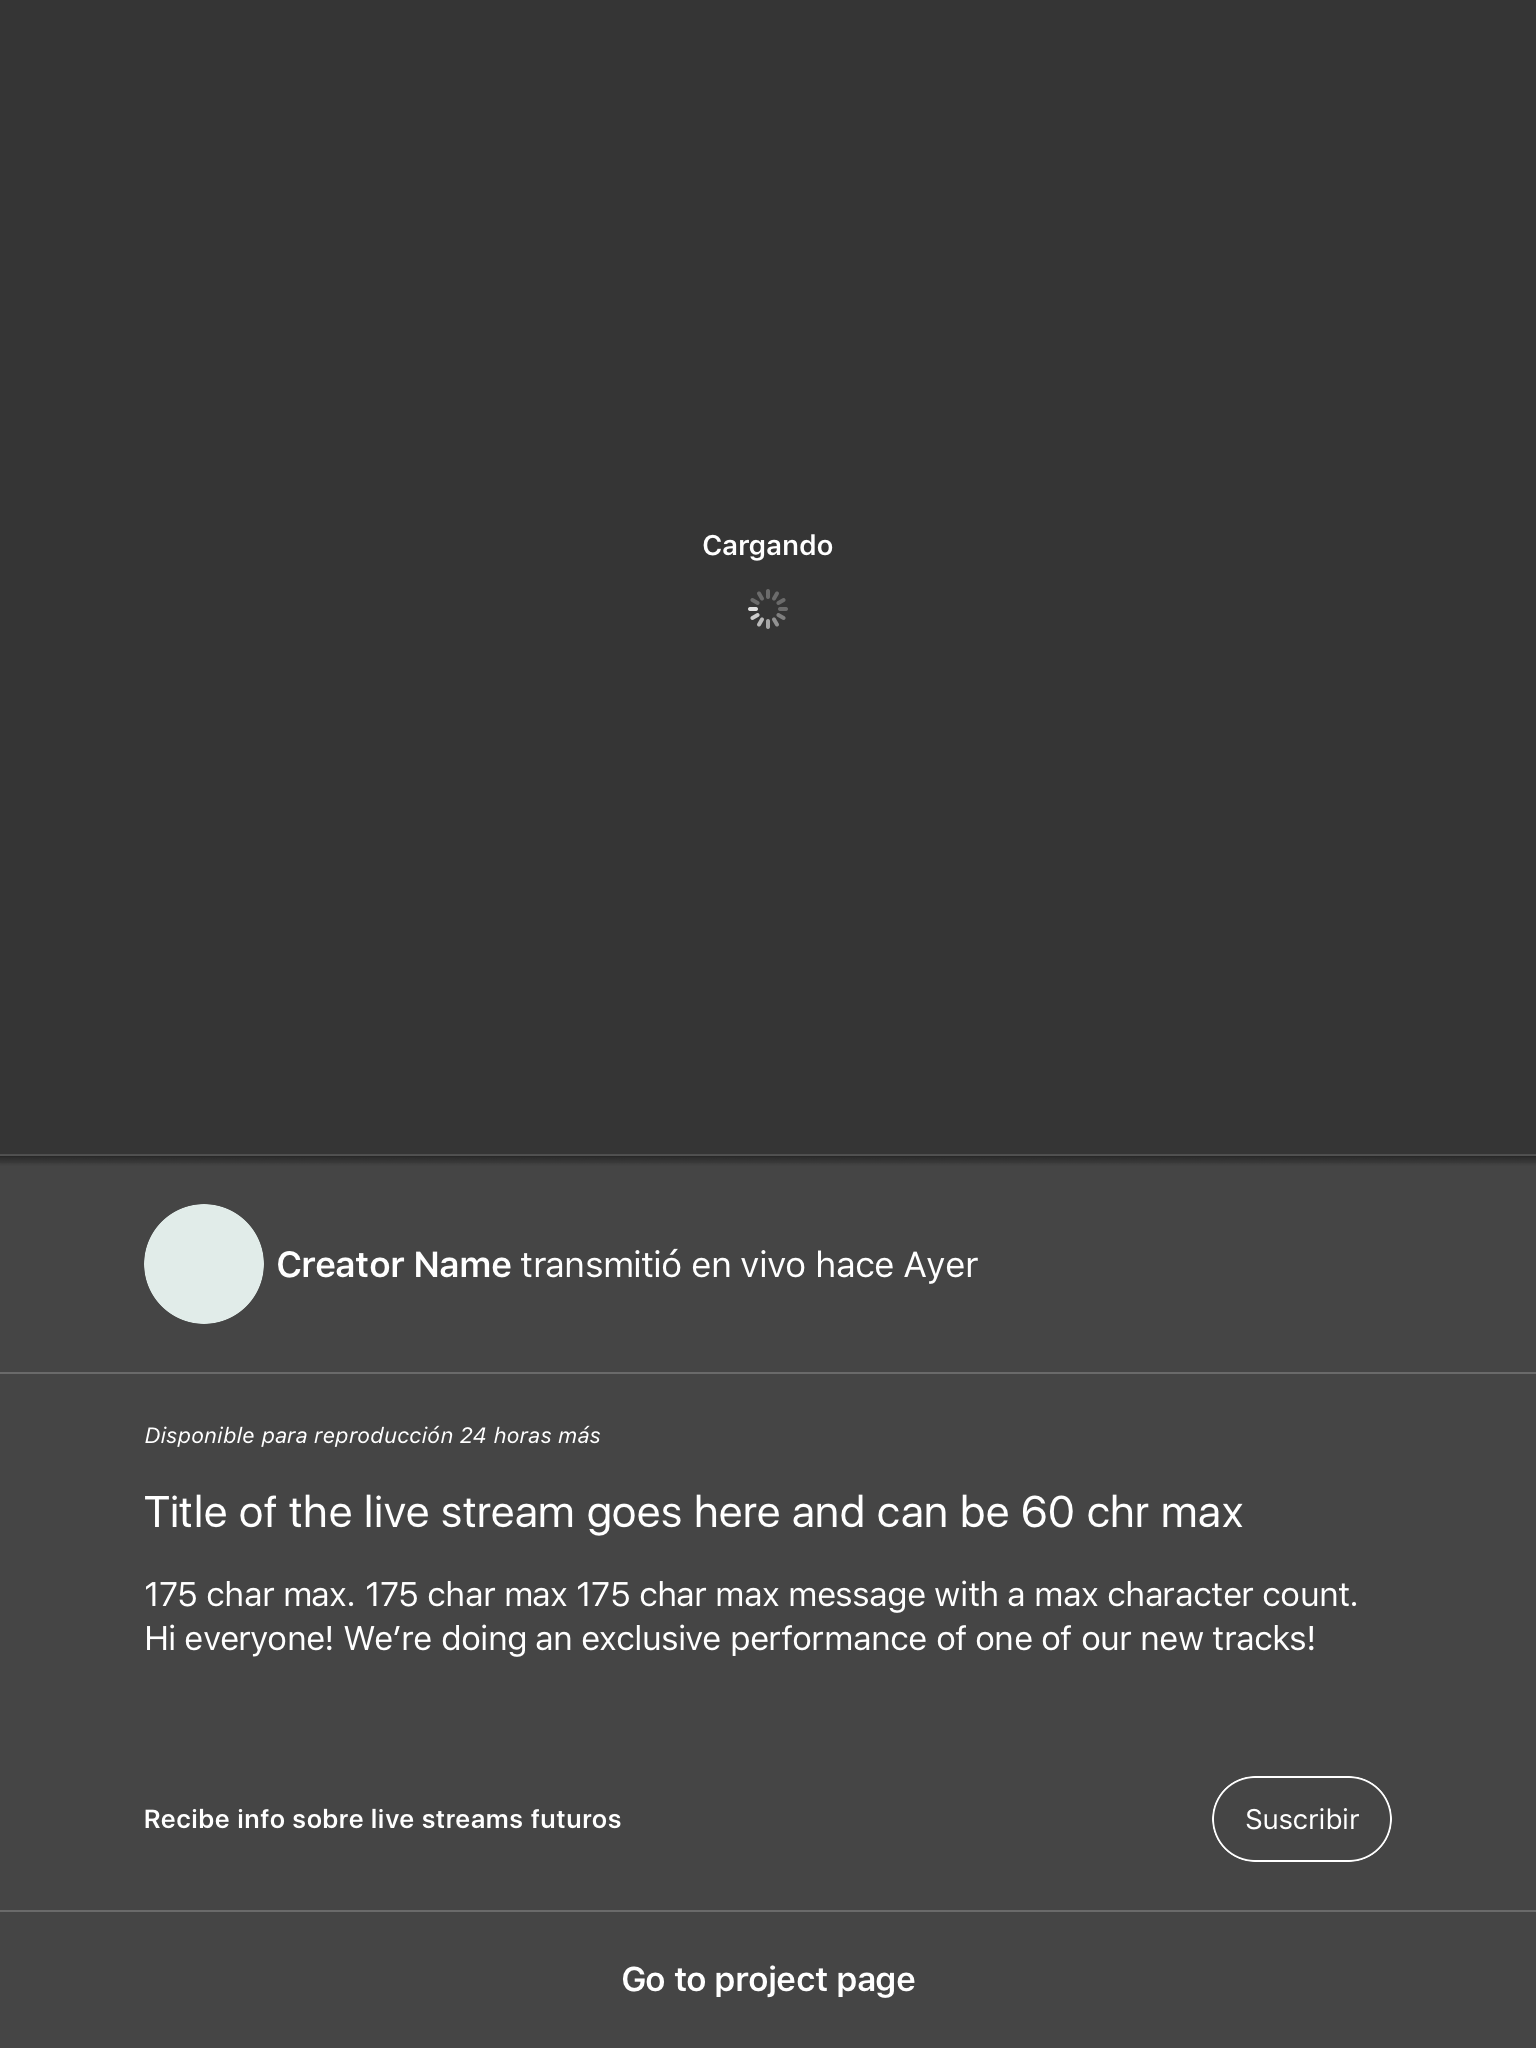 Cargando
Creator Name transmitió en vivo hace Ayer
Disponible para reproducción 24 horas más
Title of the live stream goes here and can be 60 chr max
175 char max. 175 char max 175 char max message with a max character count.
Hi everyone! We’re doing an exclusive performance of one of our new tracks!
Recibe info sobre live streams futuros
Suscribir
Go to project page